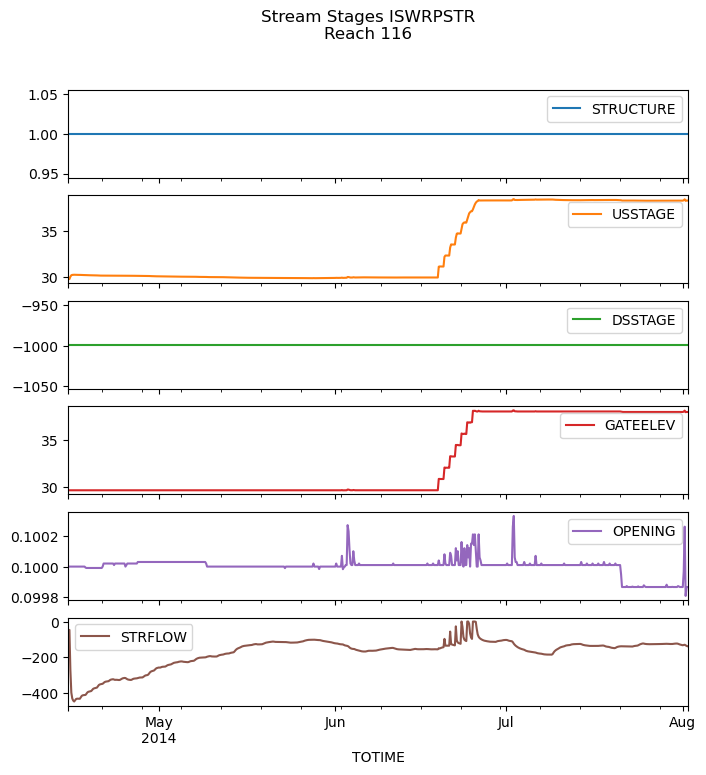 Stream Stages ISWRPSTR
Reach 116
1.05
1.00
0.95
STRUCTURE
35
30
USSTAGE
−950
−1000
−1050
DSSTAGE
35
30
GATEELEV
0.1002
0.1000
0.0998
OPENING
0
−200
−400
STRFLOW
May
2014
Jun
Jul
Aug
TOTIME